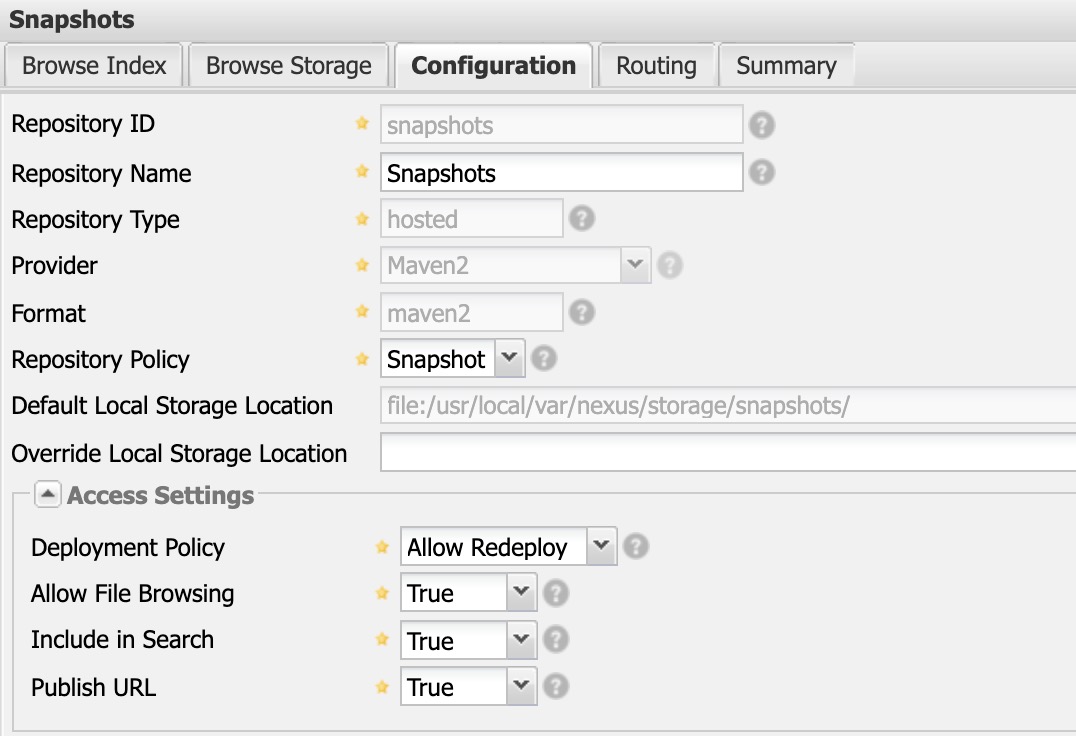 Snapshots
Browse Index Browse Storage Configuration Routing Summary
Repository ID snapshots ?
Repository Name Snapshots ?
Repository Type hosted ?
Provider Maven2 ?
Format maven2 ?
Repository Policy Snapshot ?
Default Local Storage Location file:/usr/local/var/nexus/storage/snapshots/
Override Local Storage Location
Access Settings
Deployment Policy Allow Redeploy ?
Allow File Browsing True ?
Include in Search True ?
Publish URL True ?